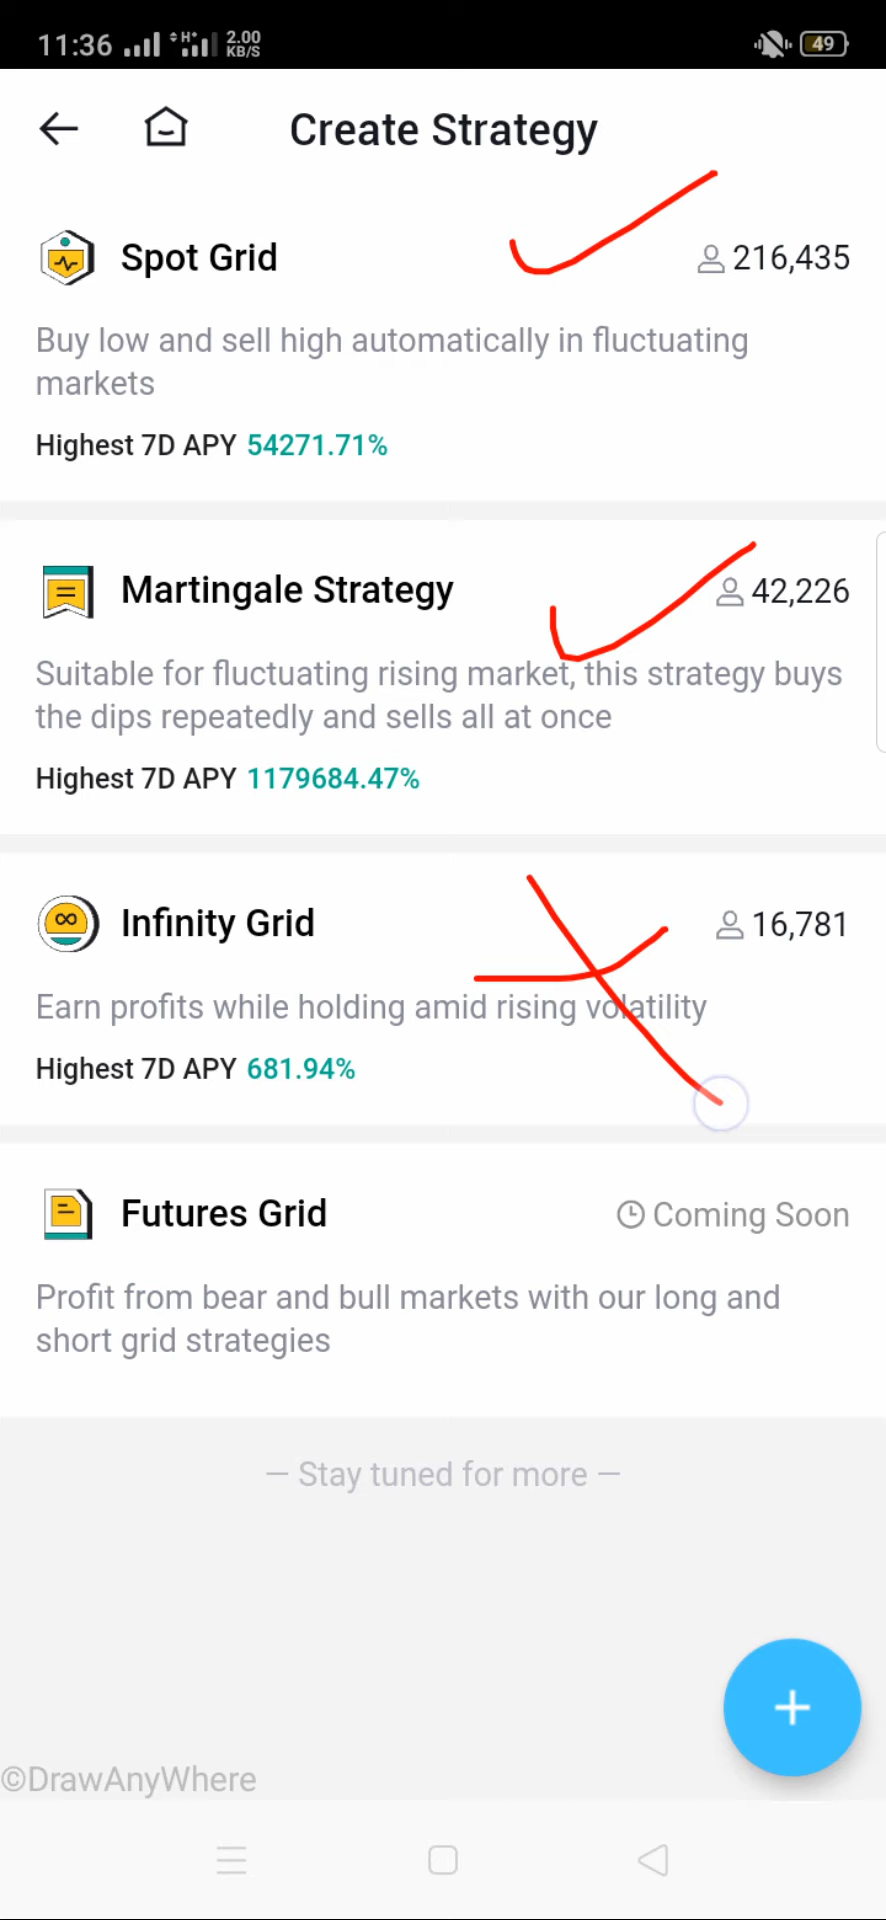 11:36 H+ 2.00 KB/S 49
Create Strategy
Spot Grid 216,435
Buy low and sell high automatically in fluctuating
markets
Highest 7D APY 54271.71%
Martingale Strategy 42,226
Suitable for fluctuating rising market, this strategy buys
the dips repeatedly and sells all at once
Highest 7D APY 1179684.47%
Infinity Grid 16,781
Earn profits while holding amid rising volatility
Highest 7D APY 681.94%
Futures Grid Coming Soon
Profit from bear and bull markets with our long and
short grid strategies
— Stay tuned for more —
©DrawAnyWhere